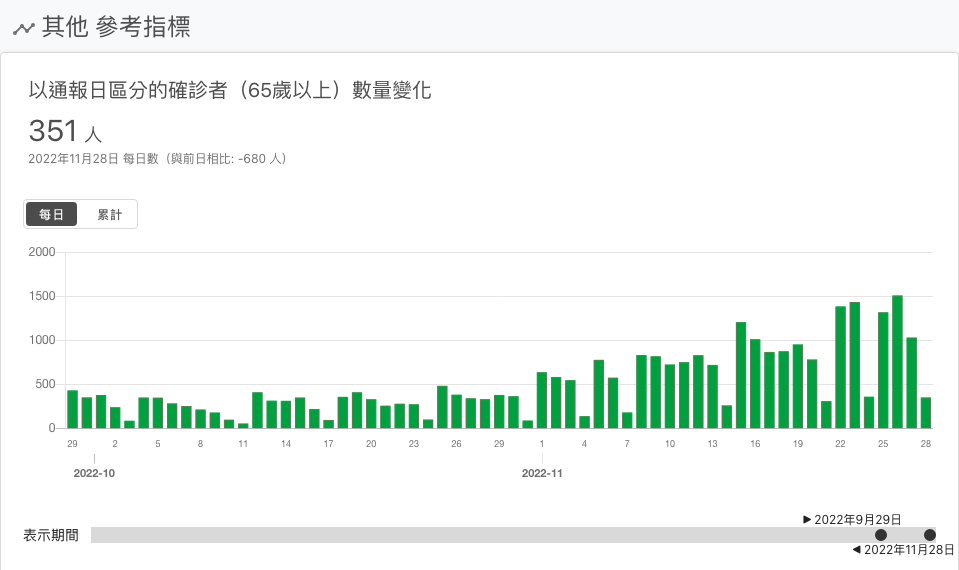 其他 參考指標
以通報日區分的確診者（65歲以上）數量變化
351 人
2022年11月28日 每日數（與前日相比: -680 人）
每日 累計
2000
1500
1000
500
0
29 2 5 8 11 14 17 20 23 26 29 1 4 7 10 13 16 19 22 25 28
2022-10 2022-11
▶ 2022年9月29日
表示期間
◀ 2022年11月28日